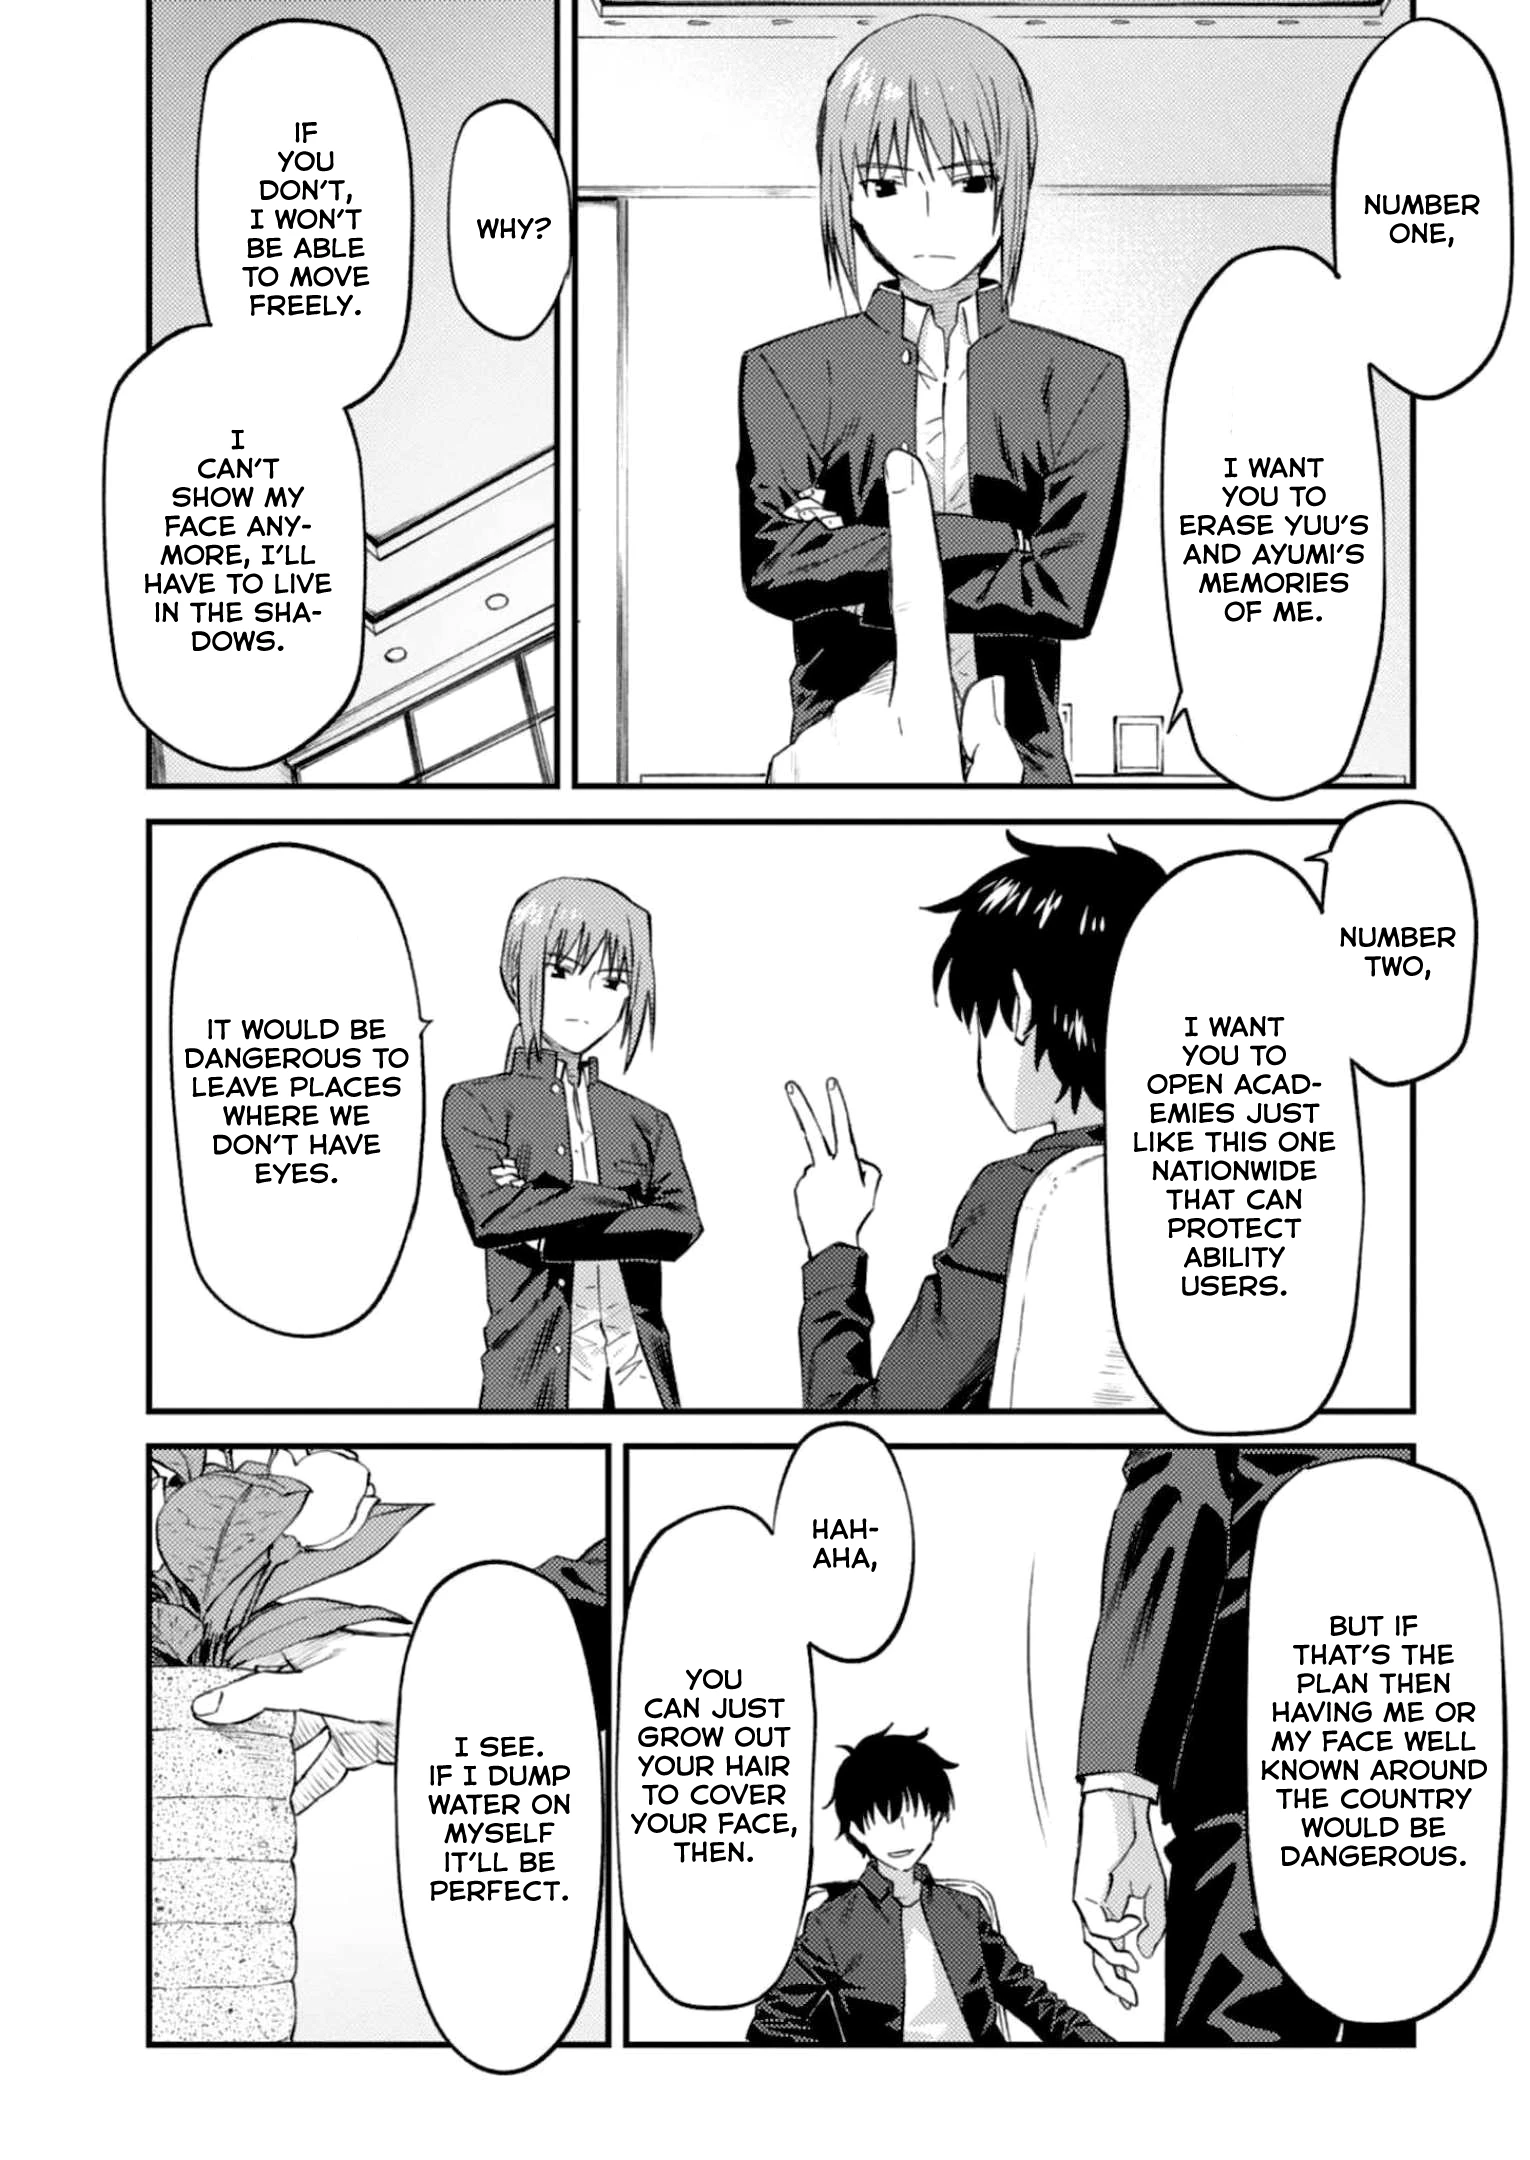 NUMBER
ONE,
I WANT
YOU TO
ERASE YUU'S
AND AYUMI'S
MEMORIES
OF ME.
WHY?
IF
YOU
DON'T,
I WON'T
BE ABLE
TO MOVE
FREELY.
I
CAN'T
SHOW MY
FACE ANY-
MORE, I'LL
HAVE TO LIVE
IN THE SHA-
DOWS.
NUMBER
TWO,
I WANT
YOU TO
OPEN ACAD-
EMIES JUST
LIKE THIS ONE
NATIONWIDE
THAT CAN
PROTECT
ABILITY
USERS.
IT WOULD BE
DANGEROUS TO
LEAVE PLACES
WHERE WE
DON'T HAVE
EYES.
BUT IF
THAT'S THE
PLAN THEN
HAVING ME OR
MY FACE WELL
KNOWN AROUND
THE COUNTRY
WOULD BE
DANGEROUS.
HAH-
AHA,
YOU
CAN JUST
GROW OUT
YOUR HAIR
TO COVER
YOUR FACE,
THEN.
I SEE.
IF I DUMP
WATER ON
MYSELF
IT'LL BE
PERFECT.